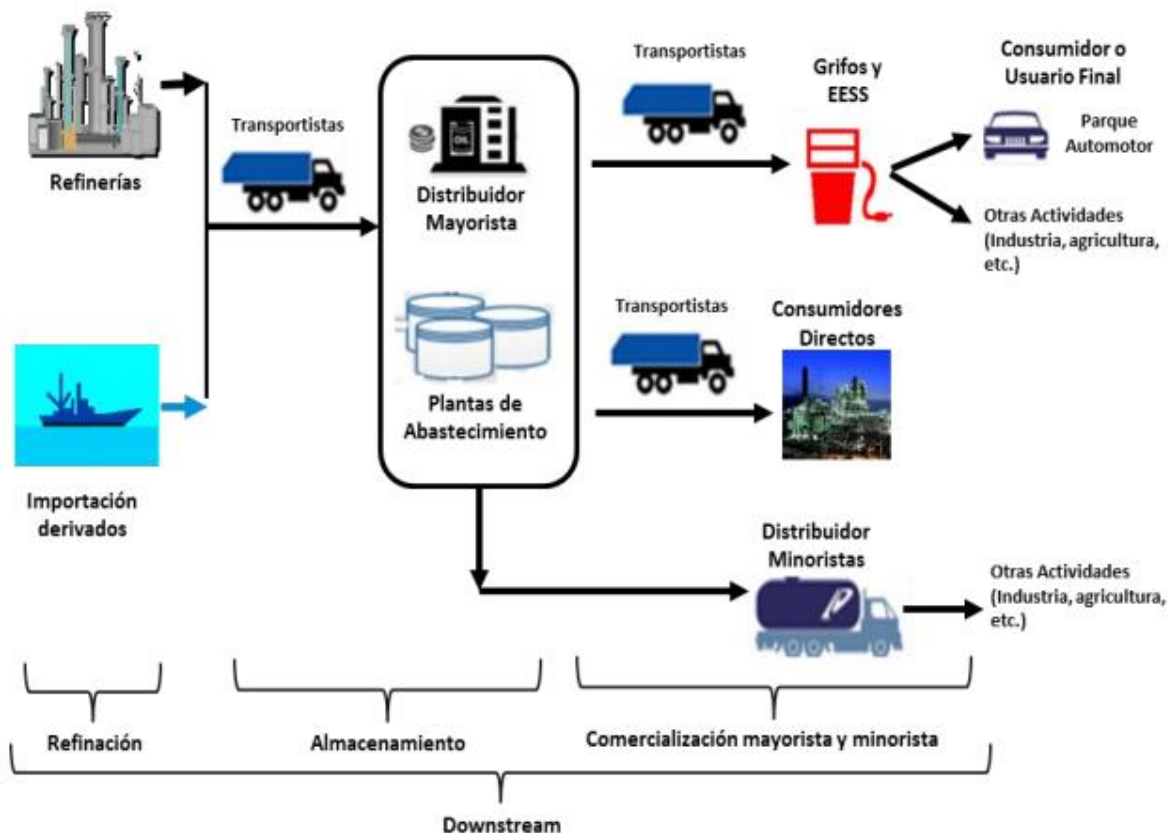 Transportistas
Grifos y
EESS
Consumidor o
Usuario Final
Parque
Automotor
Refinerías
Transportistas
OIL
Distribuidor
Mayorista
Otras Actividades
(Industria, agricultura,
etc.)
Transportistas
Consumidores
Directos
Plantas de
Abastecimiento
Importación
derivados
Distribuidor
Minoristas
Otras Actividades
(Industria, agricultura,
etc.)
Refinación
Almacenamiento
Comercialización mayorista y minorista
Downstream